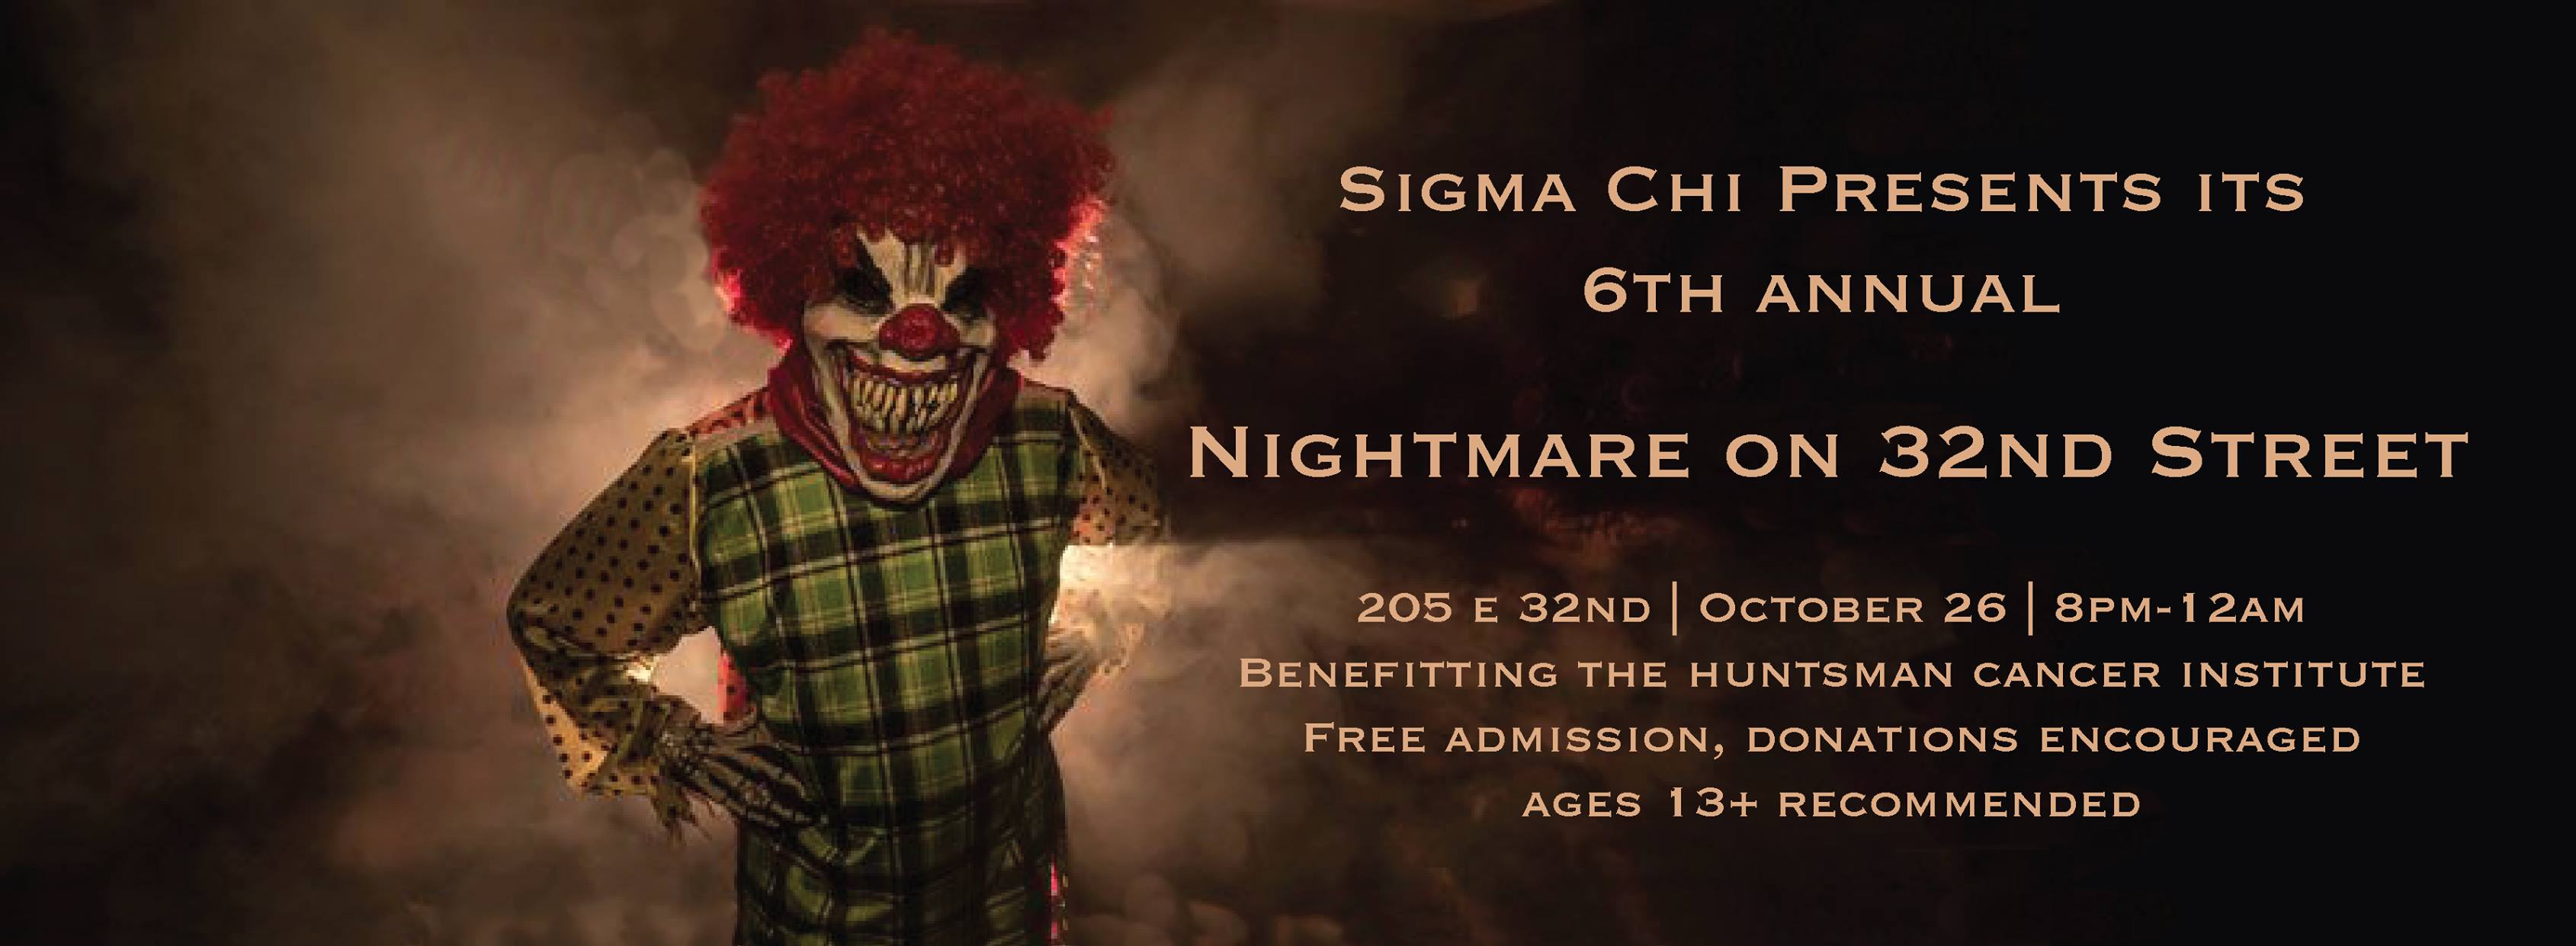 Sigma Chi Presents its
6th annual
Nightmare on 32nd Street
205 e 32nd | October 26 | 8pm-12am
Benefitting the huntsman cancer institute
Free admission, donations encouraged
ages 13+ recommended